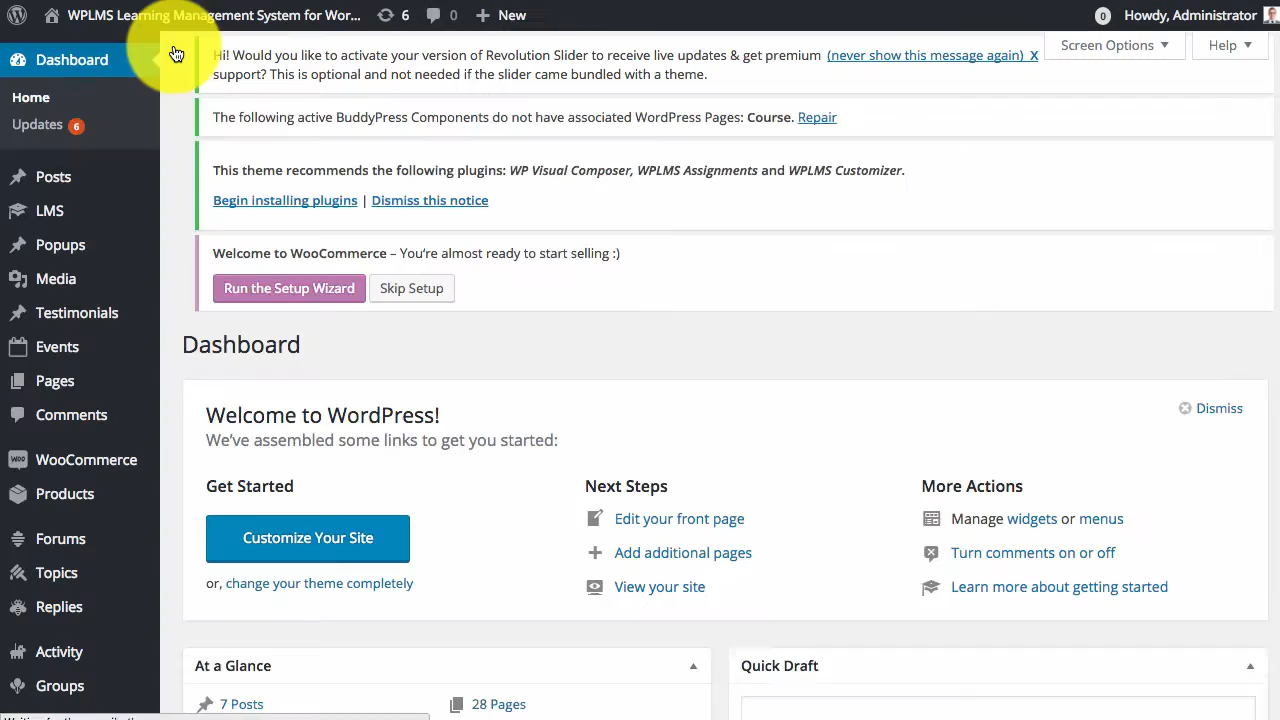 WPLMS Learning Management System for Wor... 6 0 New 0 Howdy, Administrator
Screen Options Help
Dashboard
Home
Updates 6
Posts
LMS
Popups
Media
Testimonials
Events
Pages
Comments
WooCommerce
Products
Forums
Topics
Replies
Activity
Groups
Hi! Would you like to activate your version of Revolution Slider to receive live updates & get premium (never show this message again) X
support? This is optional and not needed if the slider came bundled with a theme.
The following active BuddyPress Components do not have associated WordPress Pages: Course. Repair
This theme recommends the following plugins: WP Visual Composer, WPLMS Assignments and WPLMS Customizer.
Begin installing plugins | Dismiss this notice
Welcome to WooCommerce – You're almost ready to start selling :)
Run the Setup Wizard Skip Setup
Dashboard
Welcome to WordPress!
Dismiss
We've assembled some links to get you started:
Get Started
Customize Your Site
or, change your theme completely
Next Steps
Edit your front page
Add additional pages
View your site
More Actions
Manage widgets or menus
Turn comments on or off
Learn more about getting started
At a Glance
7 Posts 28 Pages
Quick Draft